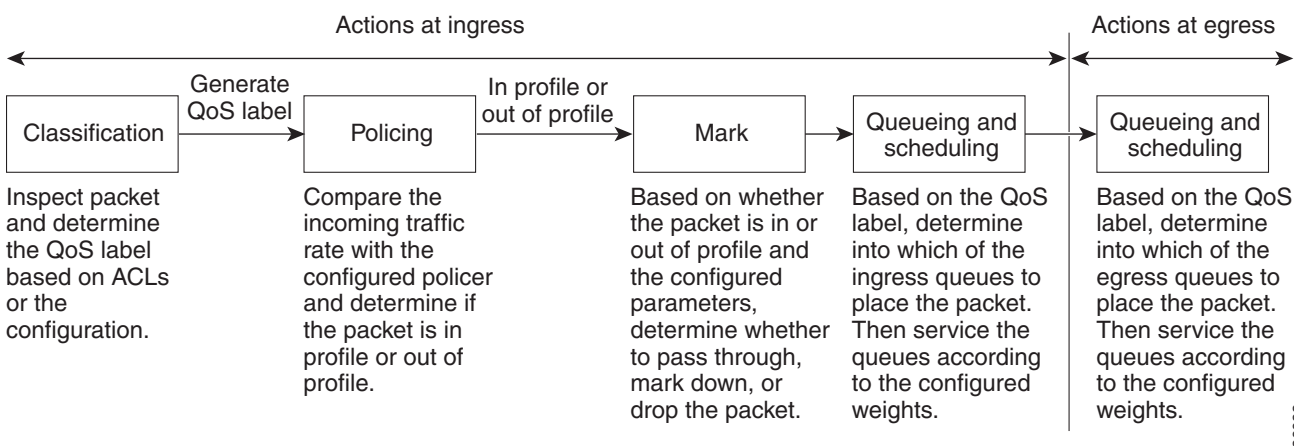 Actions at ingress
Actions at egress
Generate
QoS label
In profile or
out of profile
Classification
Policing
Mark
Queueing and
scheduling
Queueing and
scheduling
Inspect packet
and determine
the QoS label
based on ACLs
or the
configuration.
Compare the
incoming traffic
rate with the
configured policer
and determine if
the packet is in
profile or out of
profile.
Based on whether
the packet is in or
out of profile and
the configured
parameters,
determine whether
to pass through,
mark down, or
drop the packet.
Based on the QoS
label, determine
into which of the
ingress queues to
place the packet.
Then service the
queues according
to the configured
weights.
Based on the QoS
label, determine
into which of the
egress queues to
place the packet.
Then service the
queues according
to the configured
weights.